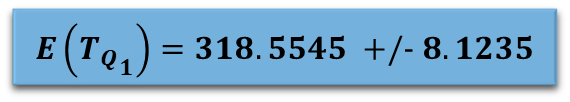 E(T_{Q_1}) = 318.5545 +/- 8.1235